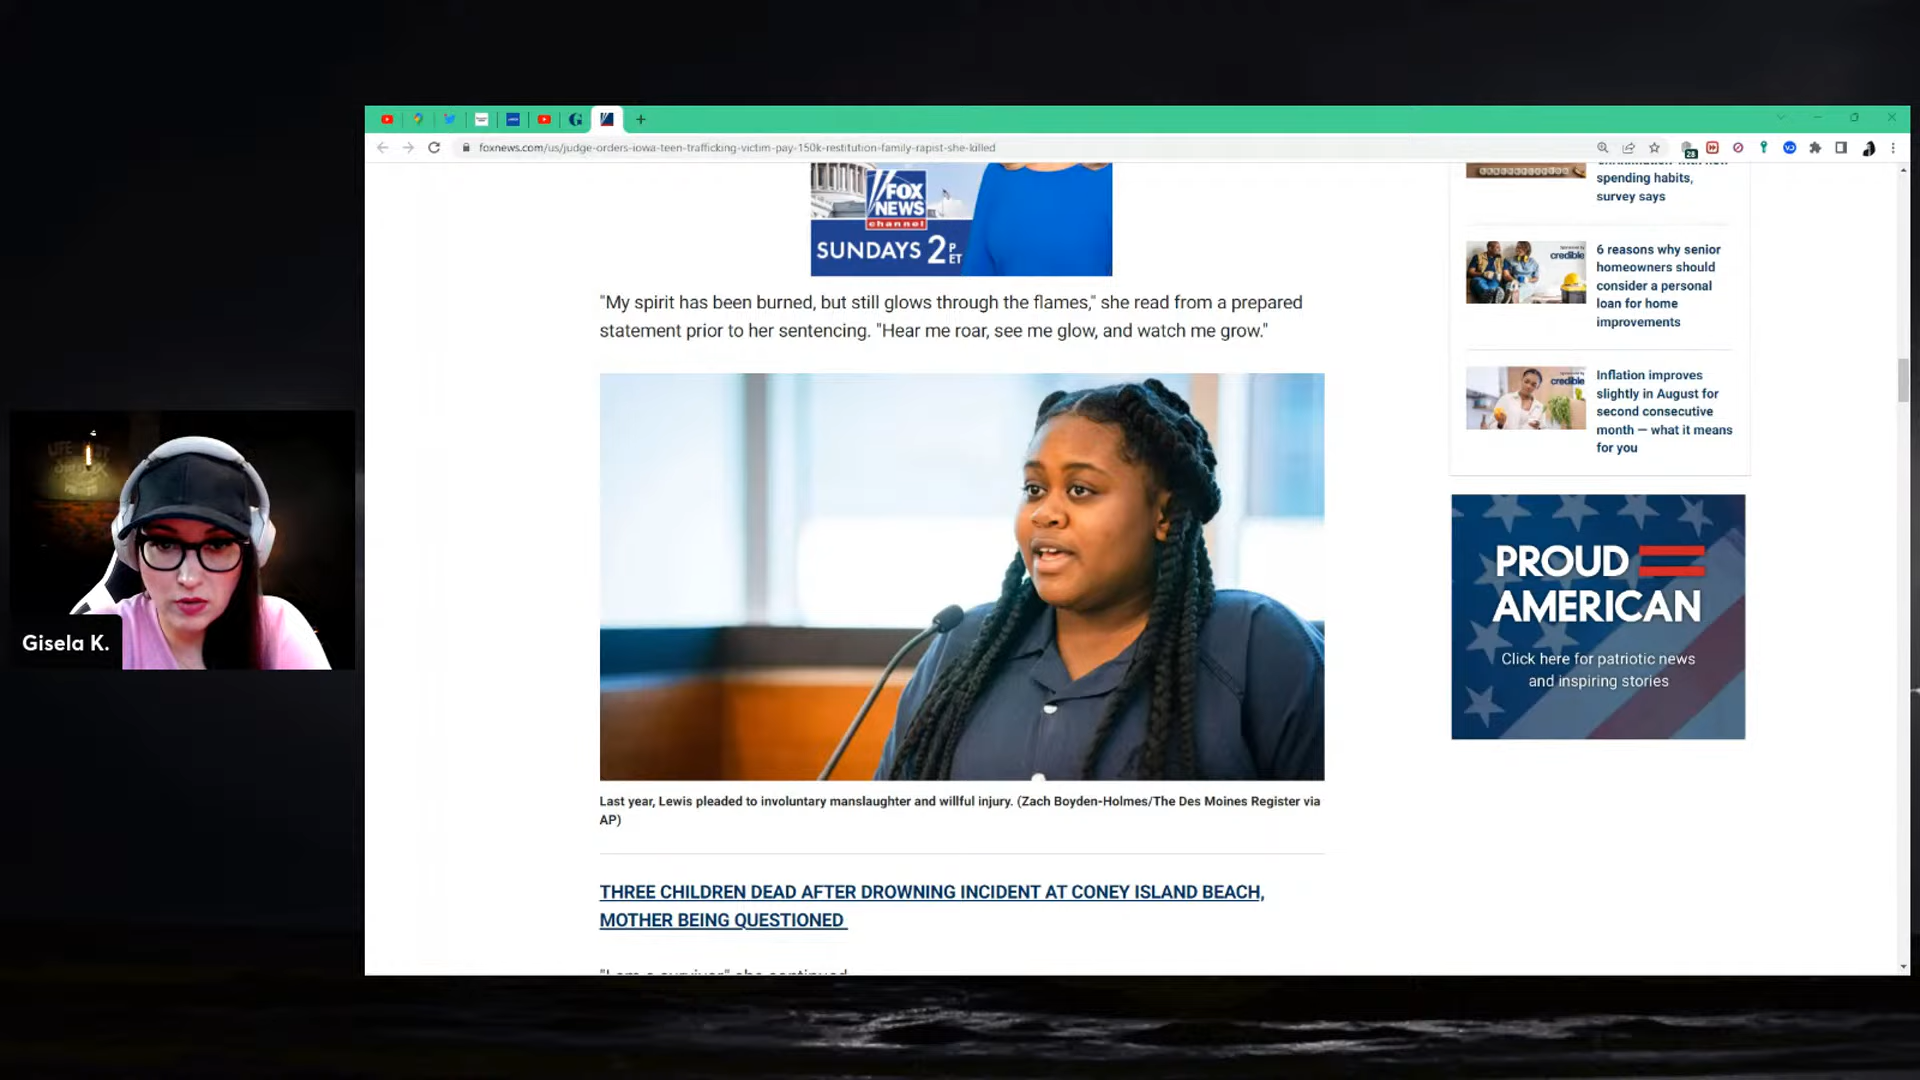 foxnews.com/us/judge-orders-iowa-teen-trafficking-victim-pay-150k-restitution-family-rapist-she-killed
28
FOX
NEWS
channel
SUNDAYS 2 P ET
"My spirit has been burned, but still glows through the flames," she read from a prepared
statement prior to her sentencing. "Hear me roar, see me glow, and watch me grow."
Last year, Lewis pleaded to involuntary manslaughter and willful injury. (Zach Boyden-Holmes/The Des Moines Register via
AP)
THREE CHILDREN DEAD AFTER DROWNING INCIDENT AT CONEY ISLAND BEACH,
MOTHER BEING QUESTIONED
"I am a survivor," she continued.
spending habits,
survey says
credible
6 reasons why senior
homeowners should
consider a personal
loan for home
improvements
credible
Inflation improves
slightly in August for
second consecutive
month — what it means
for you
PROUD
AMERICAN
Click here for patriotic news
and inspiring stories
Gisela K.